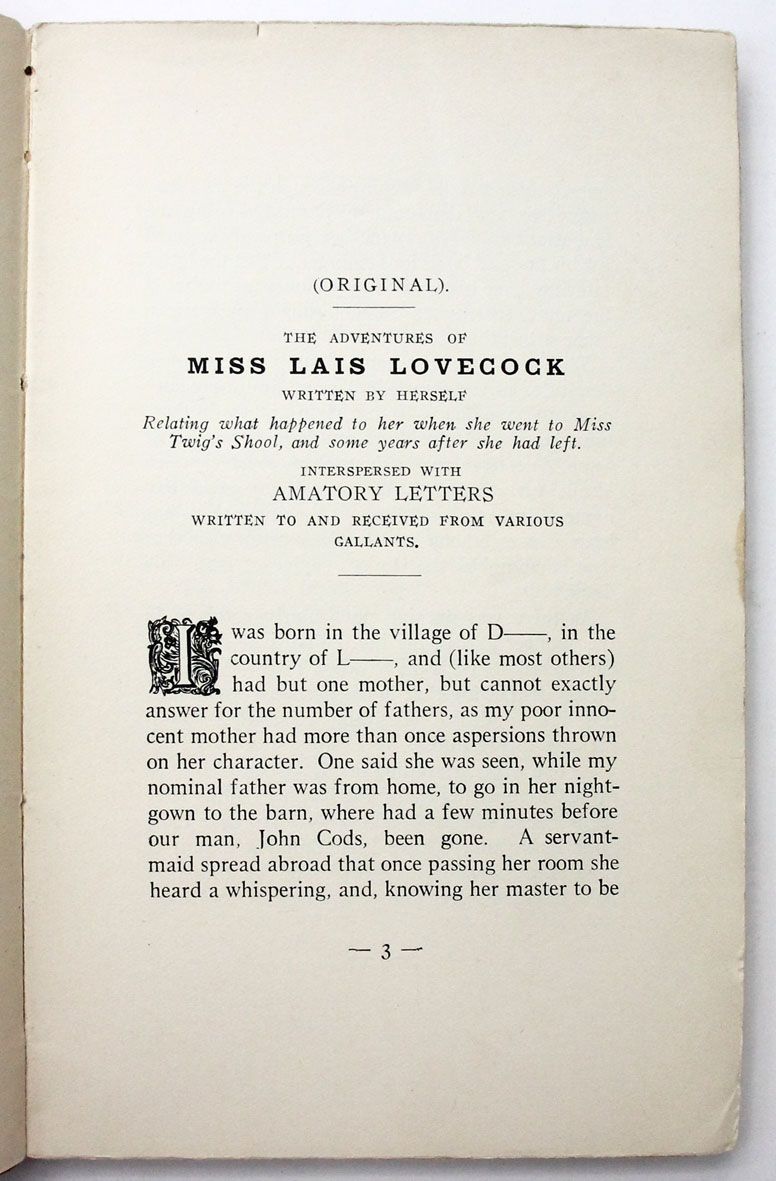 (ORIGINAL).
THE ADVENTURES OF
MISS LAIS LOVECOCK
WRITTEN BY HERSELF
Relating what happened to her when she went to Miss
Twig's Shool, and some years after she had left.
INTERSPERSED WITH
AMATORY LETTERS
WRITTEN TO AND RECEIVED FROM VARIOUS
GALLANTS.
I was born in the village of D——, in the
country of L——, and (like most others)
had but one mother, but cannot exactly
answer for the number of fathers, as my poor inno-
cent mother had more than once aspersions thrown
on her character. One said she was seen, while my
nominal father was from home, to go in her night-
gown to the barn, where had a few minutes before
our man, John Cods, been gone. A servant-
maid spread abroad that once passing her room she
heard a whispering, and, knowing her master to be
— 3 —